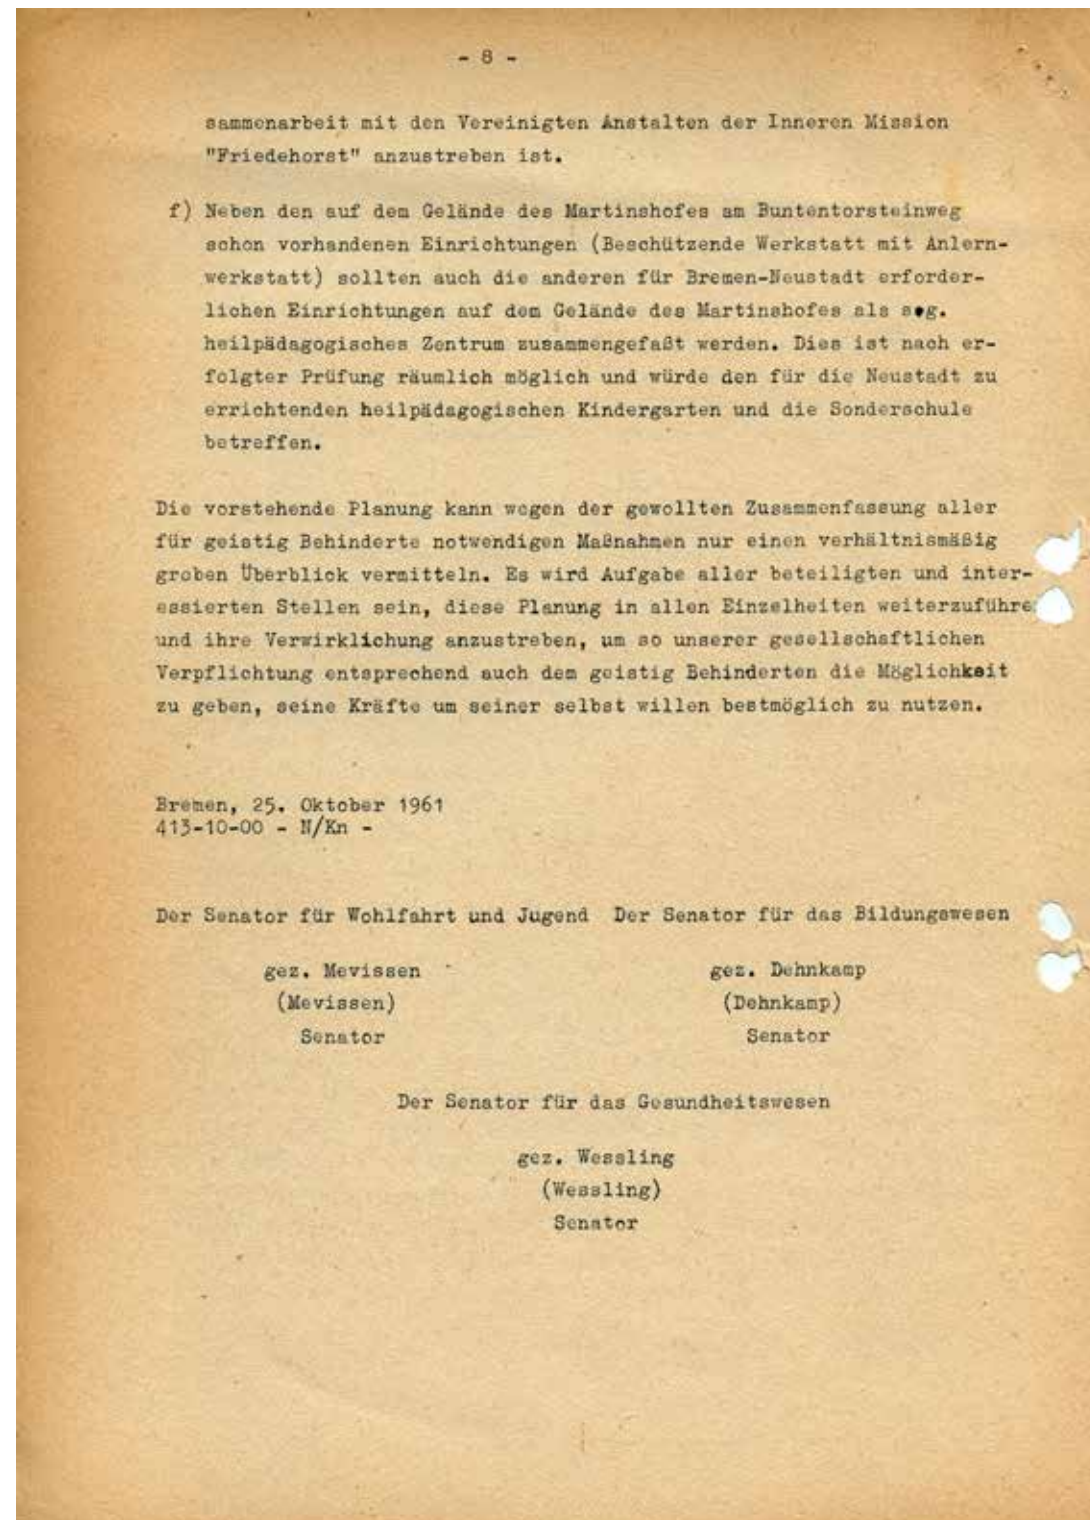 - 8 -
sammenarbeit mit den Vereinigten Anstalten der Inneren Mission
"Friedehorst" anzustreben ist.
f) Neben den auf dem Gelände des Martinshofes am Buntentorsteinweg
schon vorhandenen Einrichtungen (Beschützende Werkstatt mit Anlern-
werkstatt) sollten auch die anderen für Bremen-Neustadt erforder-
lichen Einrichtungen auf dem Gelände des Martinshofes als sog.
heilpädagogisches Zentrum zusammengefaßt werden. Dies ist nach er-
folgter Prüfung räumlich möglich und würde den für die Neustadt zu
errichtenden heilpädagogischen Kindergarten und die Sonderschule
betreffen.
Die vorstehende Planung kann wegen der gewollten Zusammenfassung aller
für geistig Behinderte notwendigen Maßnahmen nur einen verhältnismäßig
groben Überblick vermitteln. Es wird Aufgabe aller beteiligten und inter-
essierten Stellen sein, diese Planung in allen Einzelheiten weiterzuführe
und ihre Verwirklichung anzustreben, um so unserer gesellschaftlichen
Verpflichtung entsprechend auch dem geistig Behinderten die Möglichkeit
zu geben, seine Kräfte um seiner selbst willen bestmöglich zu nutzen.
Bremen, 25. Oktober 1961
413-10-00 - N/Kn -
Der Senator für Wohlfahrt und Jugend Der Senator für das Bildungswesen
gez. Mevissen gez. Dehnkamp
(Mevissen) (Dehnkamp)
Senator Senator
Der Senator für das Gesundheitswesen
gez. Wessling
(Wessling)
Senator